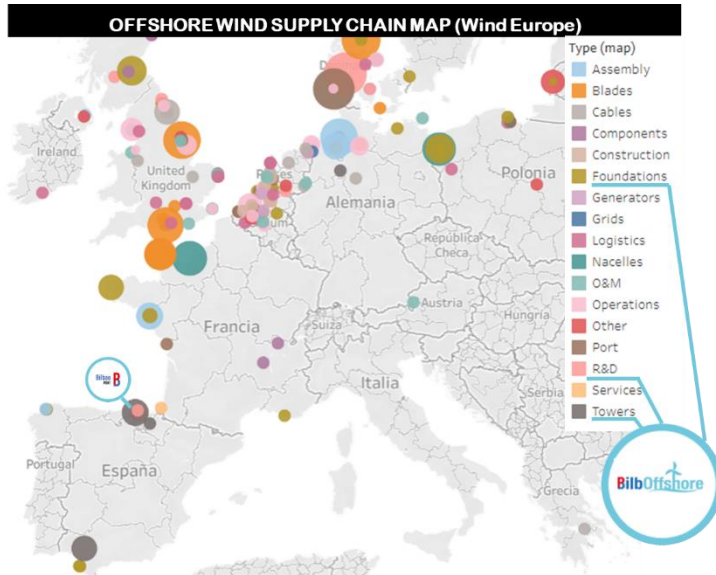 OFFSHORE WIND SUPPLY CHAIN MAP (Wind Europe)
Type (map)
Assembly
Blades
Cables
Components
Construction
Foundations
Generators
Grids
Logistics
Nacelles
O&M
Operations
Other
Port
R&D
Services
Towers
Ireland
United
Kingdom
Polonia
Alemania
República
Checa
Francia
Suiza
Austria
Hungría
Italia
Serbia
Bilbao
B
Portugal
España
Grecia
BilbOffshore